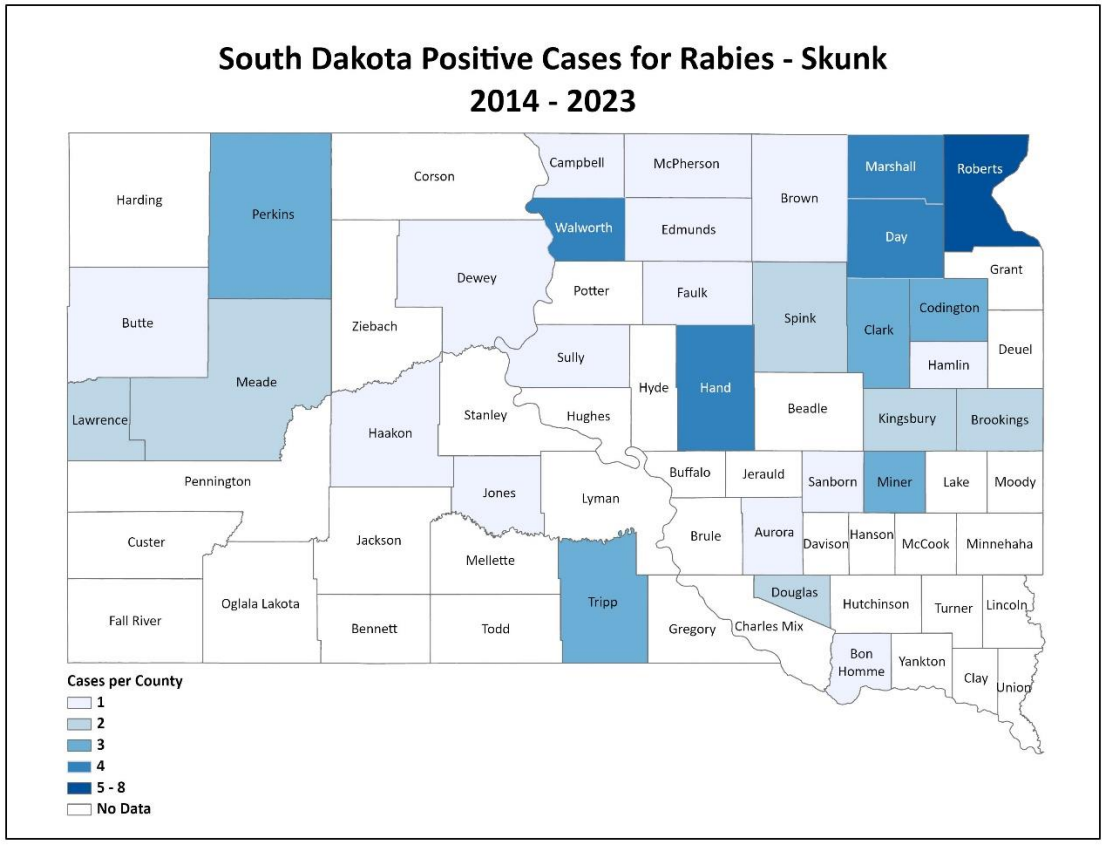 South Dakota Positive Cases for Rabies - Skunk
2014 - 2023
Harding
Perkins
Corson
Campbell
McPherson
Brown
Marshall
Roberts
Walworth
Edmunds
Day
Grant
Butte
Dewey
Ziebach
Potter
Faulk
Spink
Clark
Codington
Hamlin
Deuel
Meade
Lawrence
Sully
Hyde
Hand
Beadle
Kingsbury
Brookings
Haakon
Stanley
Hughes
Pennington
Jones
Lyman
Buffalo
Jerauld
Sanborn
Miner
Lake
Moody
Custer
Jackson
Mellette
Brule
Aurora
Davison
Hanson
McCook
Minnehaha
Fall River
Oglala Lakota
Bennett
Todd
Tripp
Gregory
Charles Mix
Douglas
Hutchinson
Turner
Lincoln
Bon
Homme
Yankton
Clay
Union
Cases per County
1
2
3
4
5 - 8
No Data